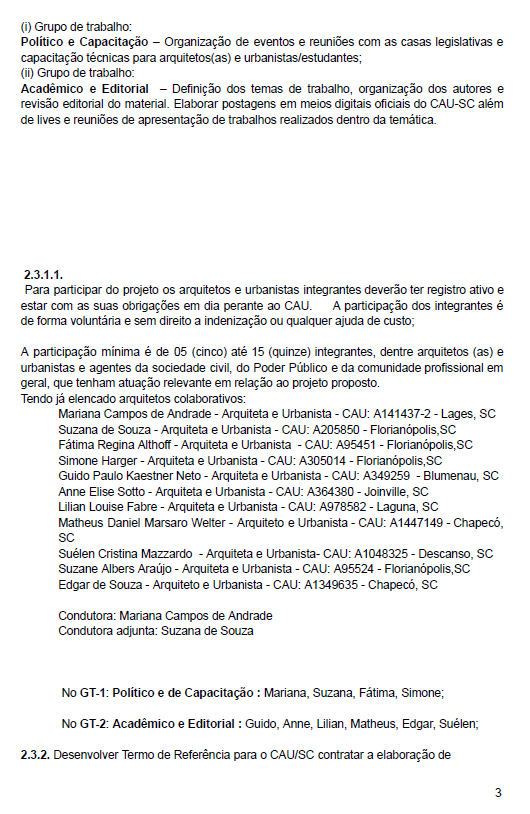 (i) Grupo de trabalho:
Político e Capacitação – Organização de eventos e reuniões com as casas legislativas e
capacitação técnicas para arquitetos(as) e urbanistas/estudantes;
(ii) Grupo de trabalho:
Acadêmico e Editorial – Definição dos temas de trabalho, organização dos autores e
revisão editorial do material. Elaborar postagens em meios digitais oficiais do CAU-SC além
de lives e reuniões de apresentação de trabalhos realizados dentro da temática.
2.3.1.1.
Para participar do projeto os arquitetos e urbanistas integrantes deverão ter registro ativo e
estar com as suas obrigações em dia perante ao CAU. A participação dos integrantes é
de forma voluntária e sem direito a indenização ou qualquer ajuda de custo;
A participação mínima é de 05 (cinco) até 15 (quinze) integrantes, dentre arquitetos (as) e
urbanistas e agentes da sociedade civil, do Poder Público e da comunidade profissional em
geral, que tenham atuação relevante em relação ao projeto proposto.
Tendo já elencado arquitetos colaborativos:
Mariana Campos de Andrade - Arquiteta e Urbanista - CAU: A141437-2 - Lages, SC
Suzana de Souza - Arquiteta e Urbanista - CAU: A205850 - Florianópolis,SC
Fátima Regina Althoff - Arquiteta e Urbanista - CAU: A95451 - Florianópolis,SC
Simone Harger - Arquiteta e Urbanista - CAU: A305014 - Florianópolis,SC
Guido Paulo Kaestner Neto - Arquiteta e Urbanista - CAU: A349259 - Blumenau, SC
Anne Elise Sotto - Arquiteta e Urbanista - CAU: A364380 - Joinville, SC
Lilian Louise Fabre - Arquiteta e Urbanista - CAU: A978582 - Laguna, SC
Matheus Daniel Marsaro Welter - Arquiteto e Urbanista - CAU: A1447149 - Chapecó,
SC
Suélen Cristina Mazzardo - Arquiteta e Urbanista- CAU: A1048325 - Descanso, SC
Suzane Albers Araújo - Arquiteta e Urbanista - CAU: A95524 - Florianópolis,SC
Edgar de Souza - Arquiteto e Urbanista - CAU: A1349635 - Chapecó, SC
Condutora: Mariana Campos de Andrade
Condutora adjunta: Suzana de Souza
No GT-1: Político e de Capacitação : Mariana, Suzana, Fátima, Simone;
No GT-2: Acadêmico e Editorial : Guido, Anne, Lilian, Matheus, Edgar, Suélen;
2.3.2. Desenvolver Termo de Referência para o CAU/SC contratar a elaboração de
3